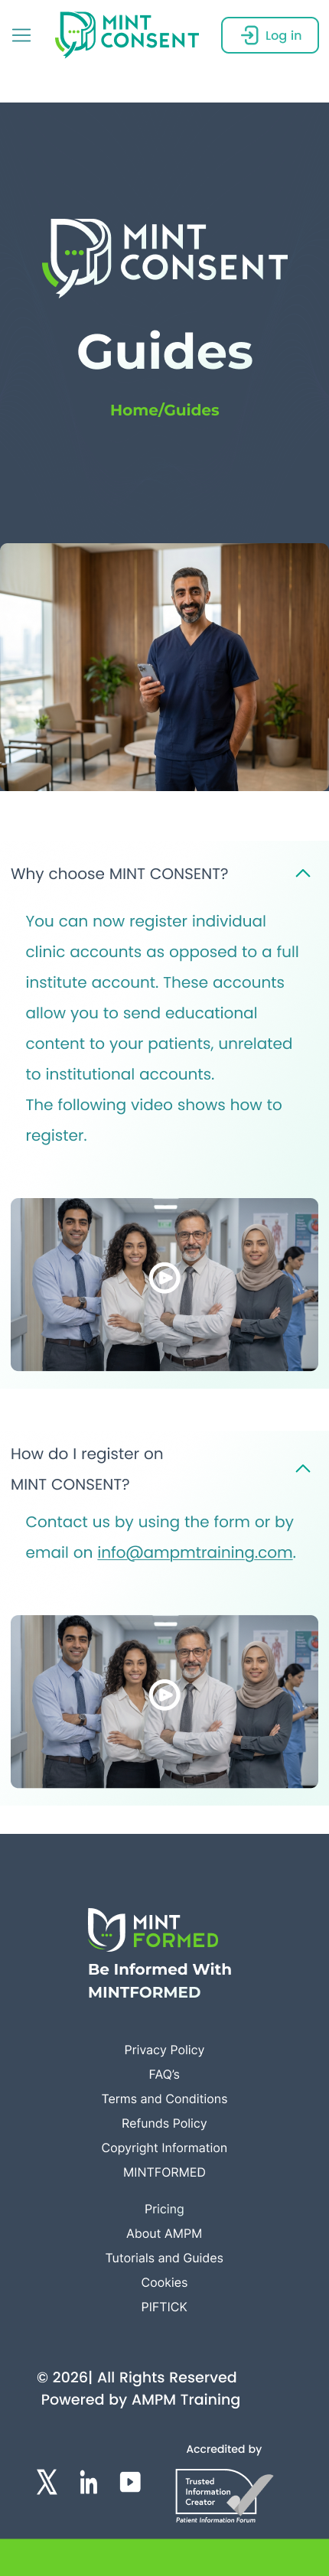 MINT
CONSENT
Log in
MINT
CONSENT
Guides
Home/Guides
Why choose MINT CONSENT?
You can now register individual
clinic accounts as opposed to a full
institute account. These accounts
allow you to send educational
content to your patients, unrelated
to institutional accounts.
The following video shows how to
register.
How do I register on
MINT CONSENT?
Contact us by using the form or by
email on info@ampmtraining.com.
MINT
FORMED
Be Informed With
MINTFORMED
Privacy Policy
FAQ's
Terms and Conditions
Refunds Policy
Copyright Information
MINTFORMED
Pricing
About AMPM
Tutorials and Guides
Cookies
PIFTICK
© 2026| All Rights Reserved
Powered by AMPM Training
Accredited by
Trusted
Information
Creator
Patient Information Forum